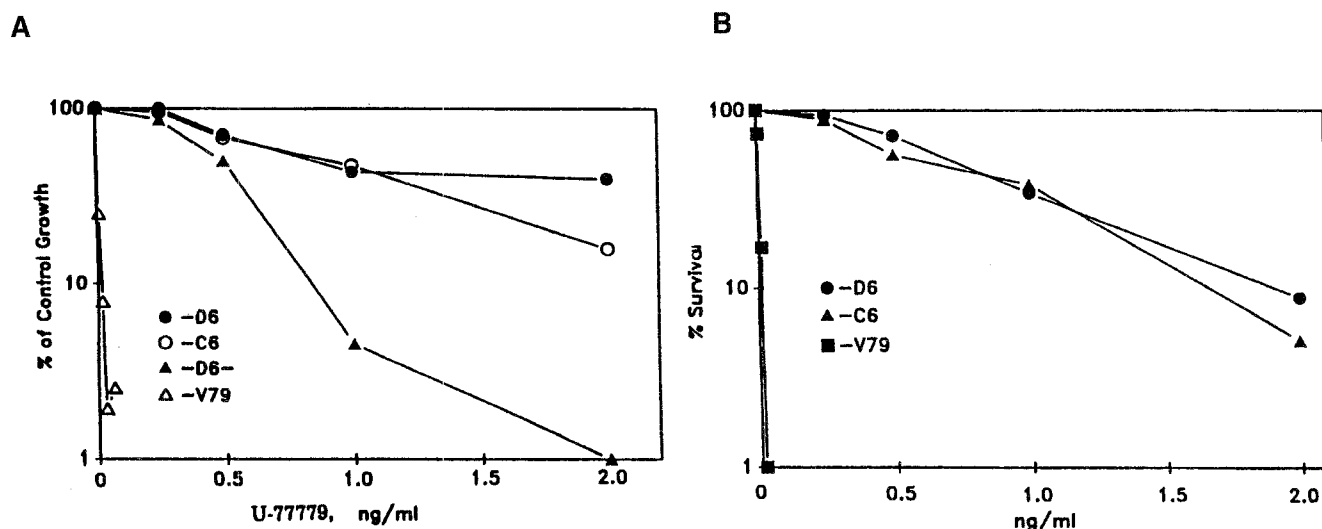 A
% of Control Growth
100
10
1
●-D6
○-C6
▲-D6-
△-V79
0 0.5 1.0 1.5 2.0
U-77779, ng/ml
B
% Survival
100
10
1
●-D6
▲-C6
■-V79
0 0.5 1.0 1.5 2.0
ng/ml